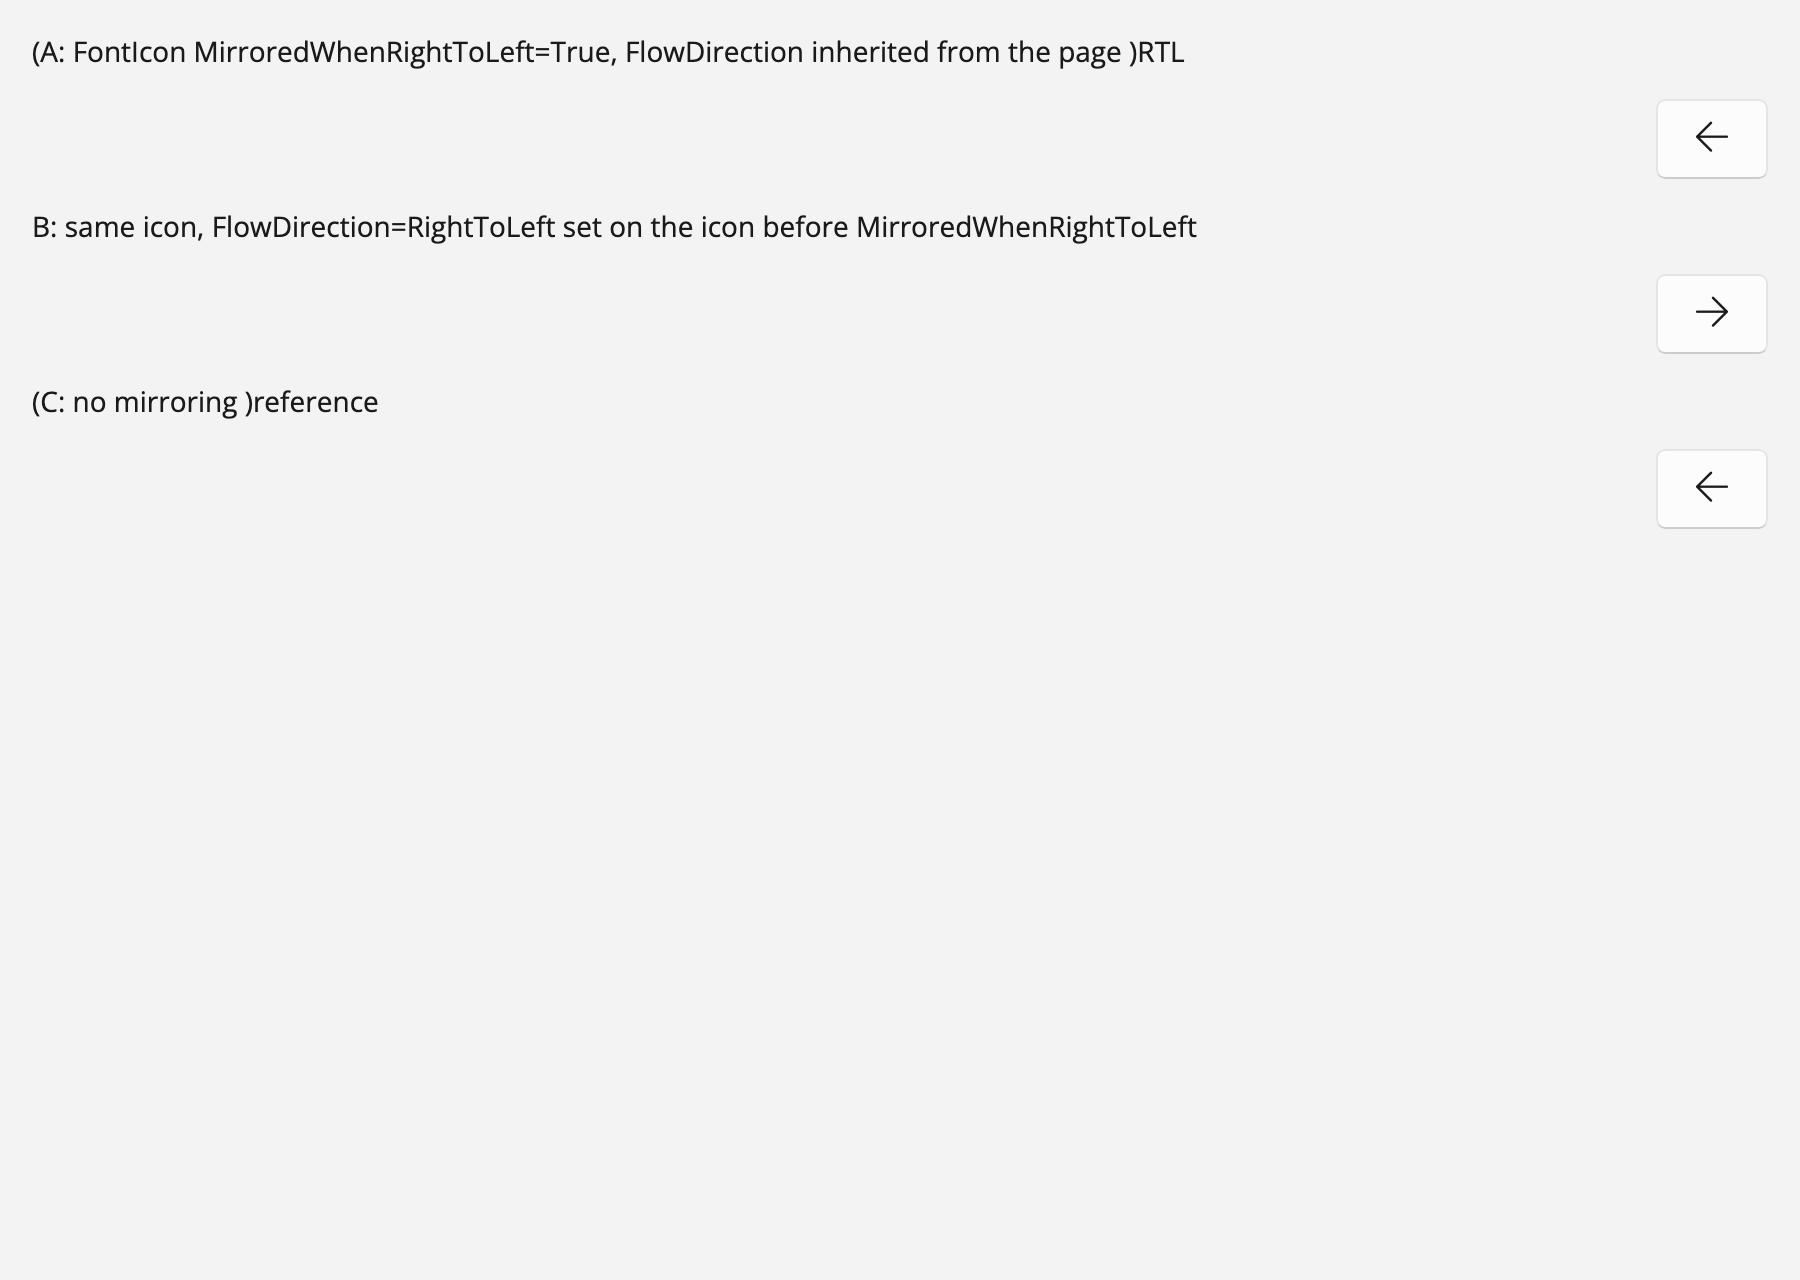 (A: FontIcon MirroredWhenRightToLeft=True, FlowDirection inherited from the page )RTL
B: same icon, FlowDirection=RightToLeft set on the icon before MirroredWhenRightToLeft
(C: no mirroring )reference